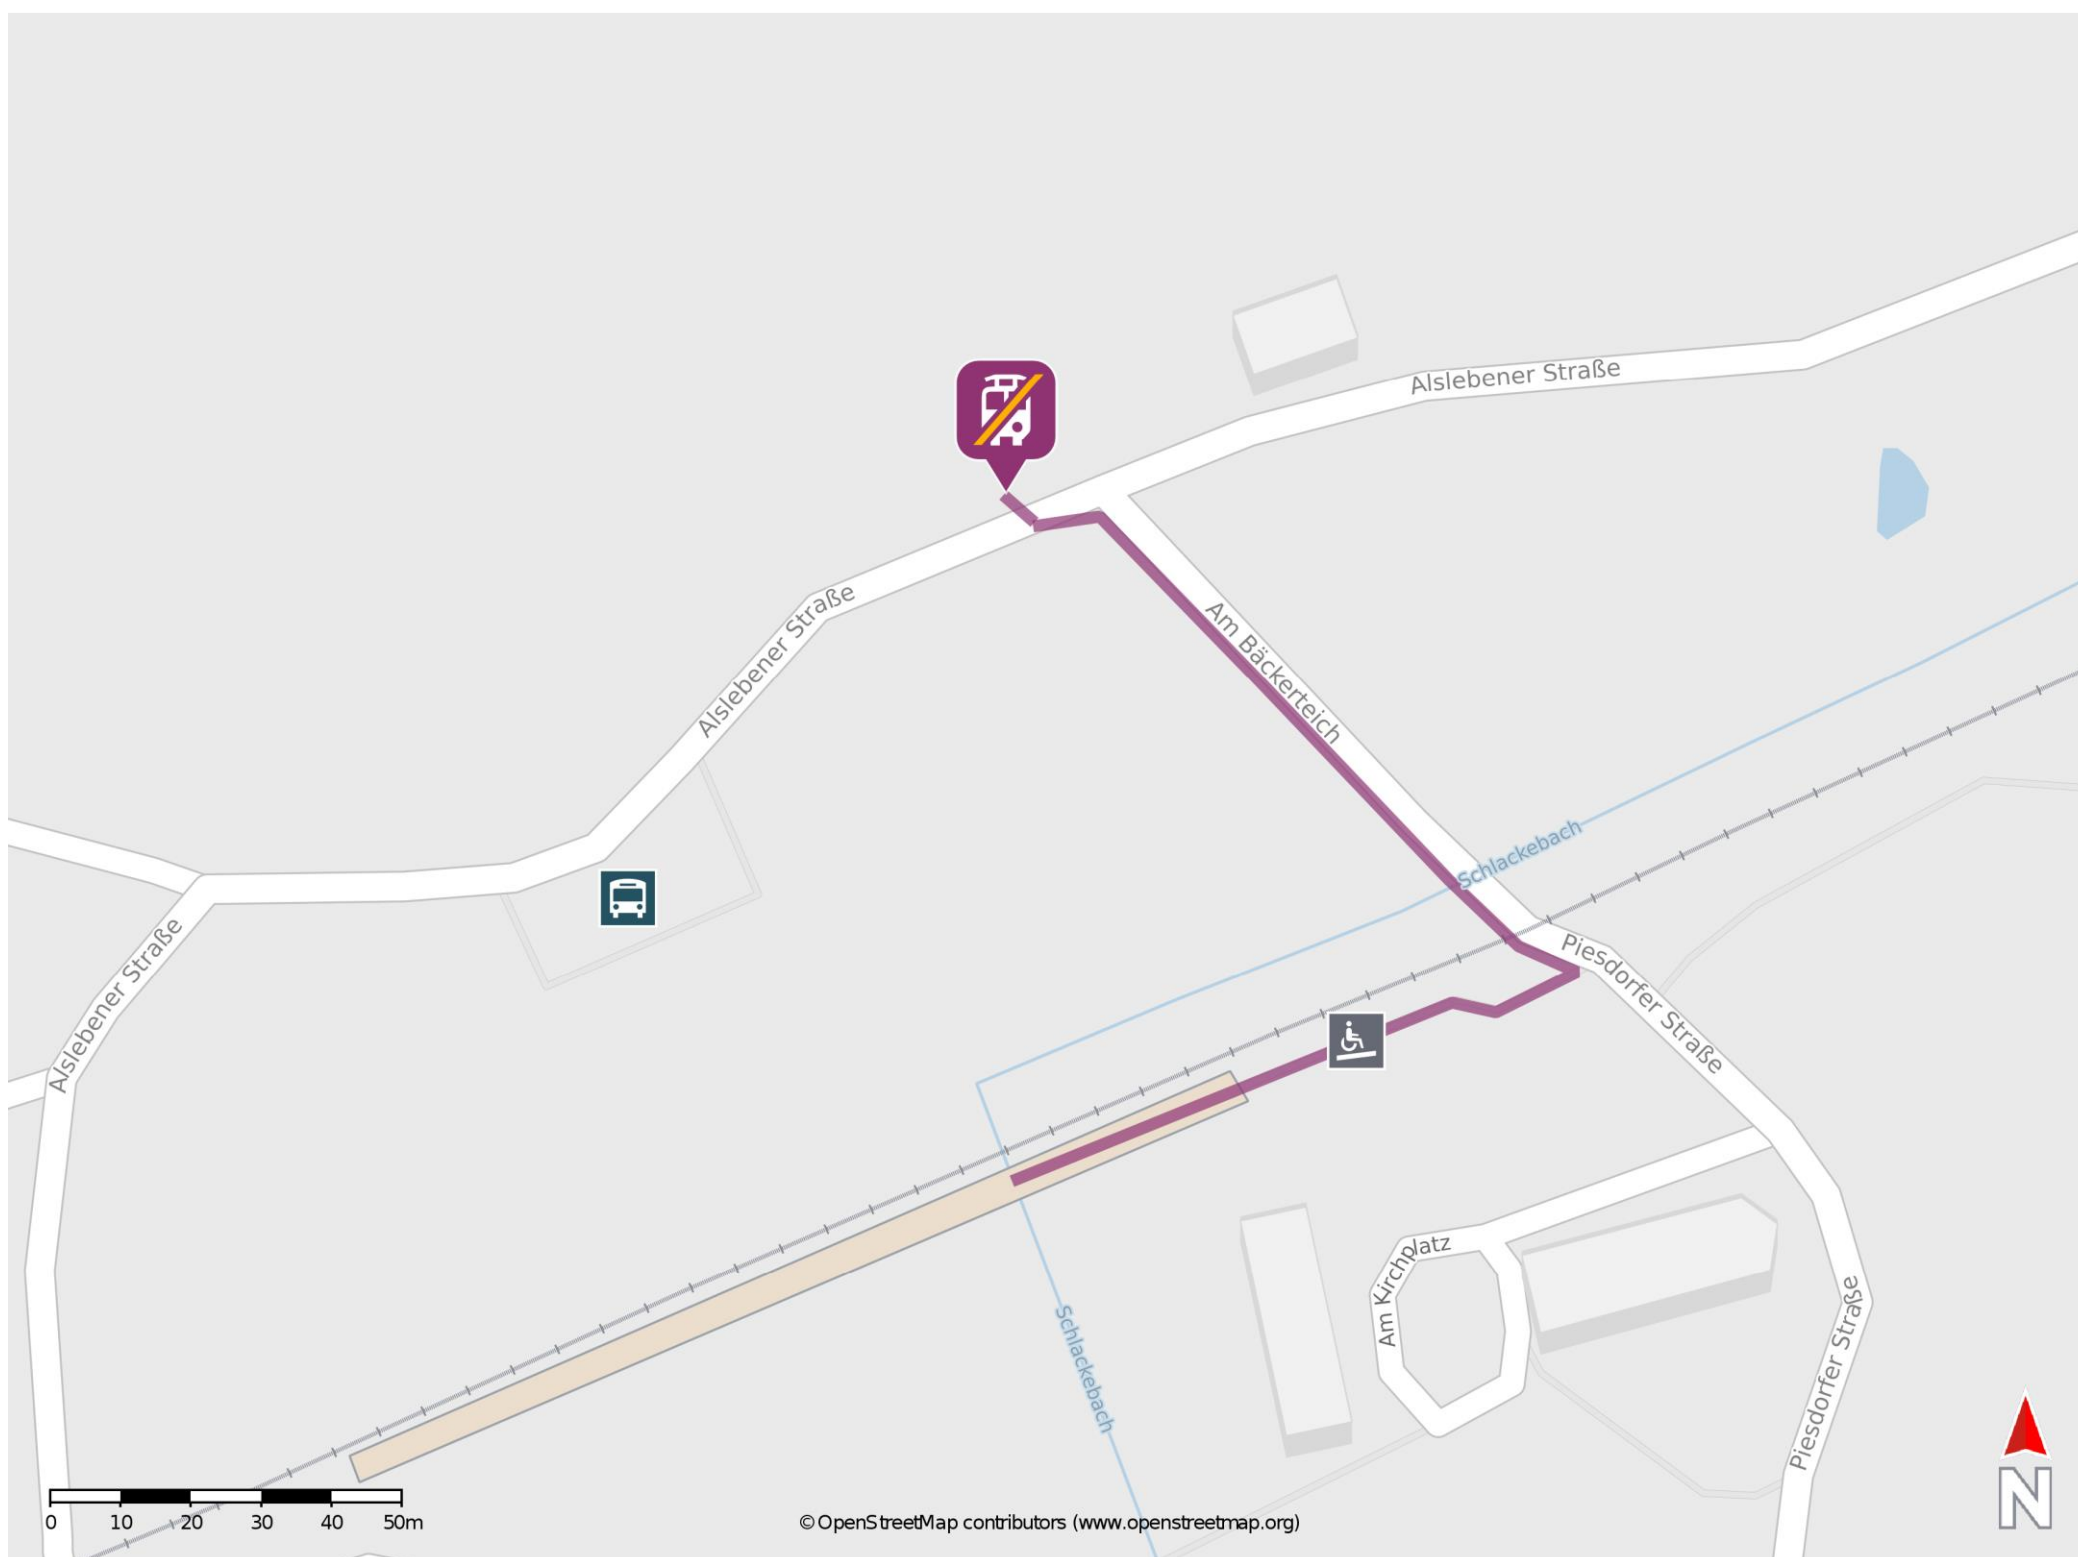 Alslebener Straße
Alslebener Straße
Am Bäckerteich
Schlackebach
Alslebener Straße
Piesdorfer Straße
Am Kirchplatz
Schlackebach
Piesdorfer Straße
N
0 10 20 30 40 50m
© OpenStreetMap contributors (www.openstreetmap.org)